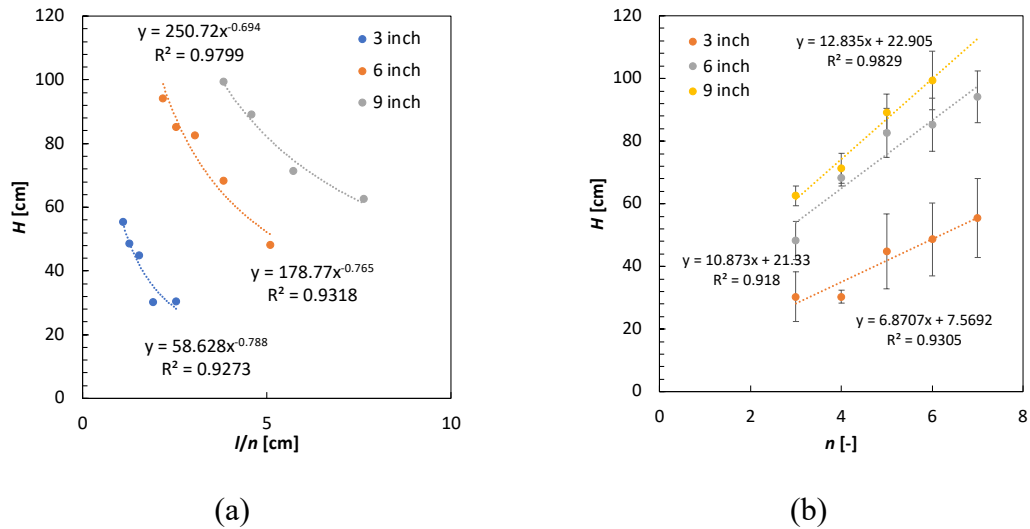 120
100
80
60
40
20
0
H [cm]
0
5
10
l/n [cm]
y = 250.72x^-0.694
R² = 0.9799
3 inch
6 inch
9 inch
y = 178.77x^-0.765
R² = 0.9318
y = 58.628x^-0.788
R² = 0.9273
(a)
120
100
80
60
40
20
0
H [cm]
0
2
4
6
8
n [-]
3 inch
6 inch
9 inch
y = 12.835x + 22.905
R² = 0.9829
y = 10.873x + 21.33
R² = 0.918
y = 6.8707x + 7.5692
R² = 0.9305
(b)